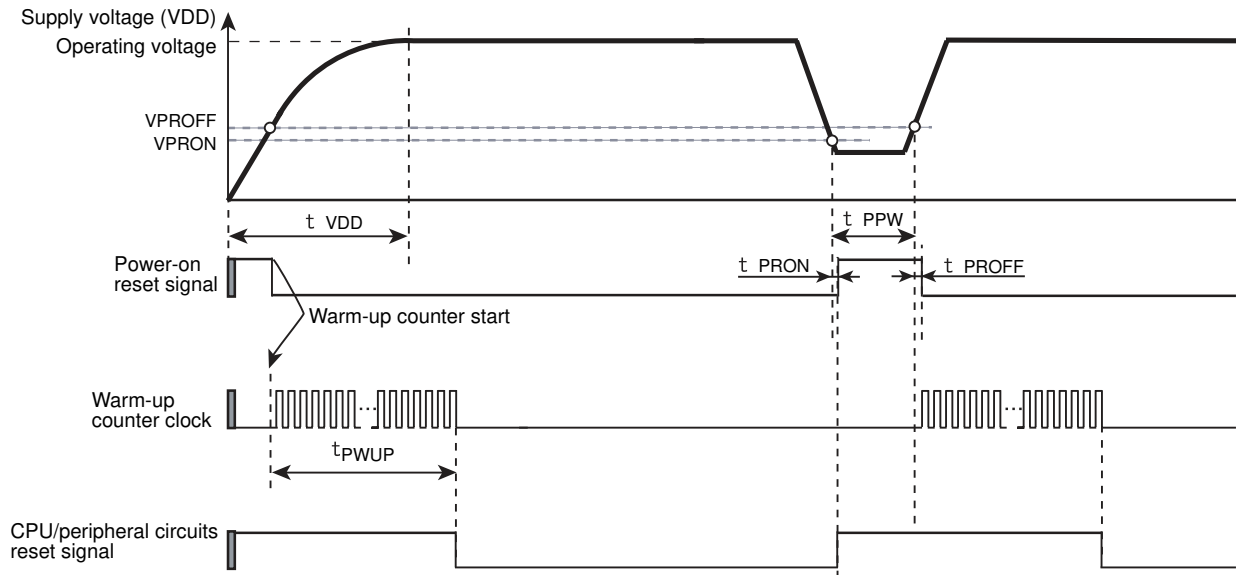 Supply voltage (VDD)
Operating voltage
VPROFF
VPRON
t VDD
t PPW
Power-on
reset signal
t PRON
t PROFF
Warm-up counter start
Warm-up
counter clock
...
...
tPWUP
CPU/peripheral circuits
reset signal